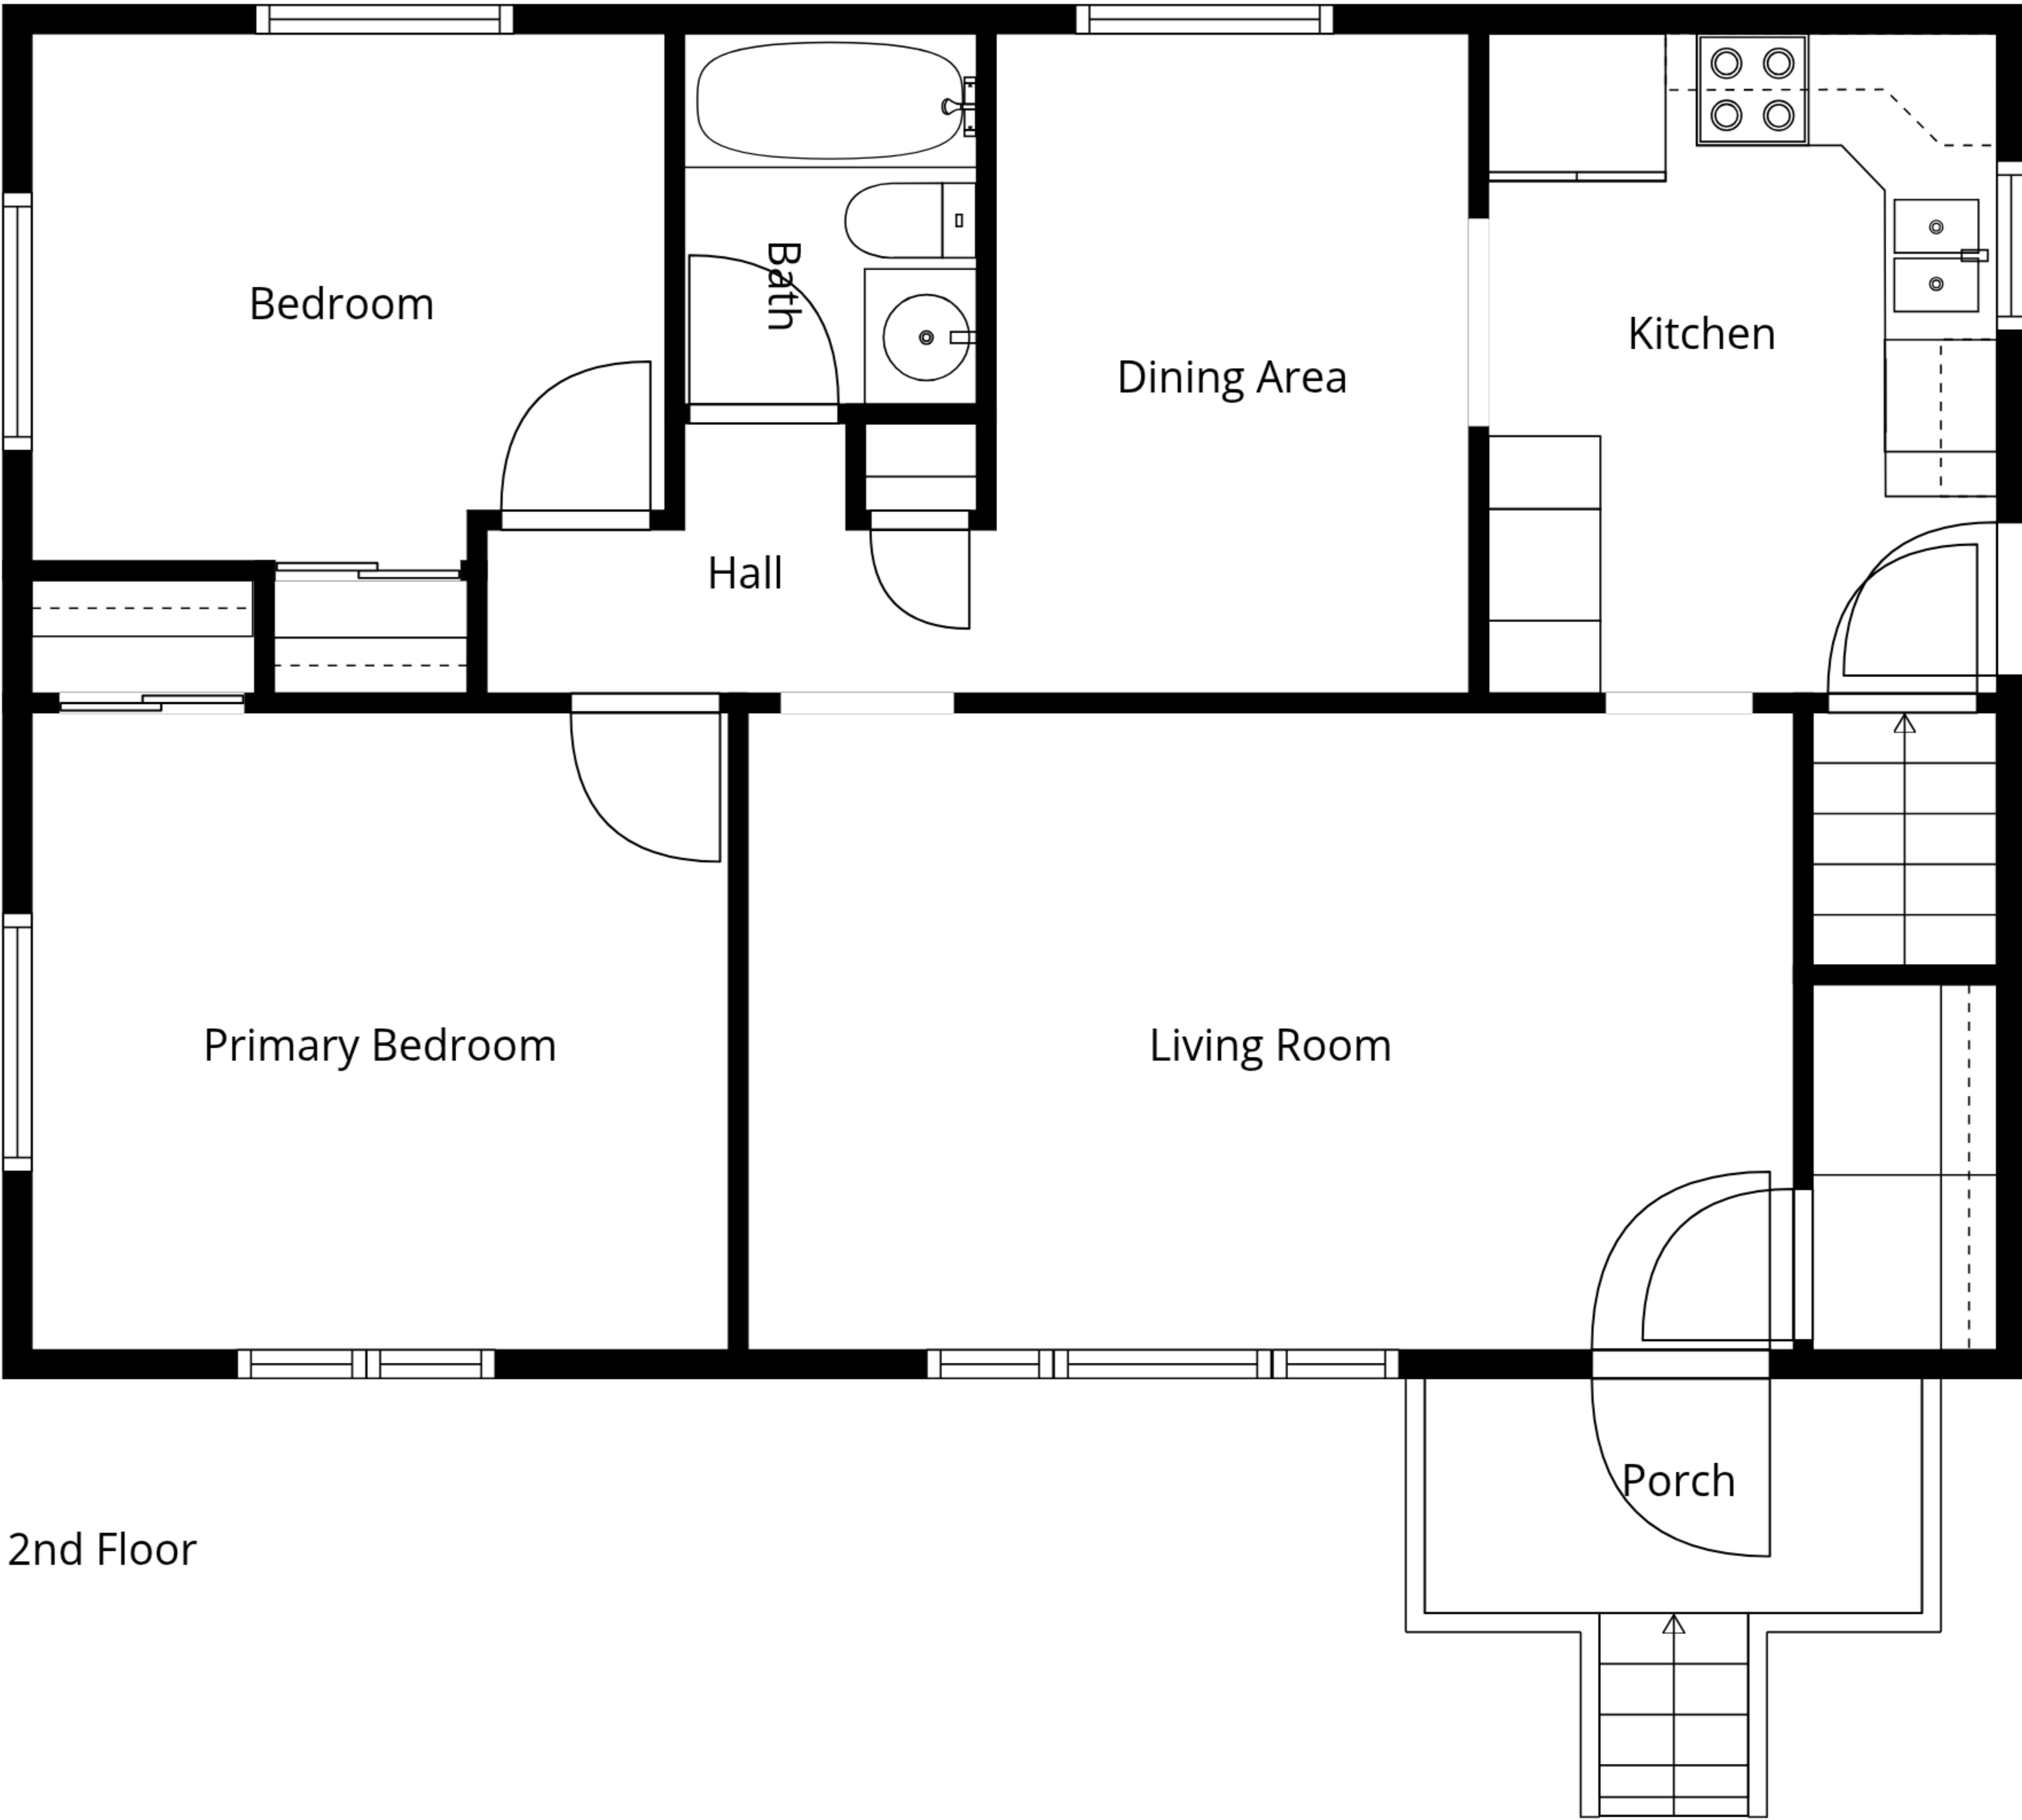 Bedroom
Bath
Dining Area
Kitchen
Hall
Primary Bedroom
Living Room
Porch
2nd Floor